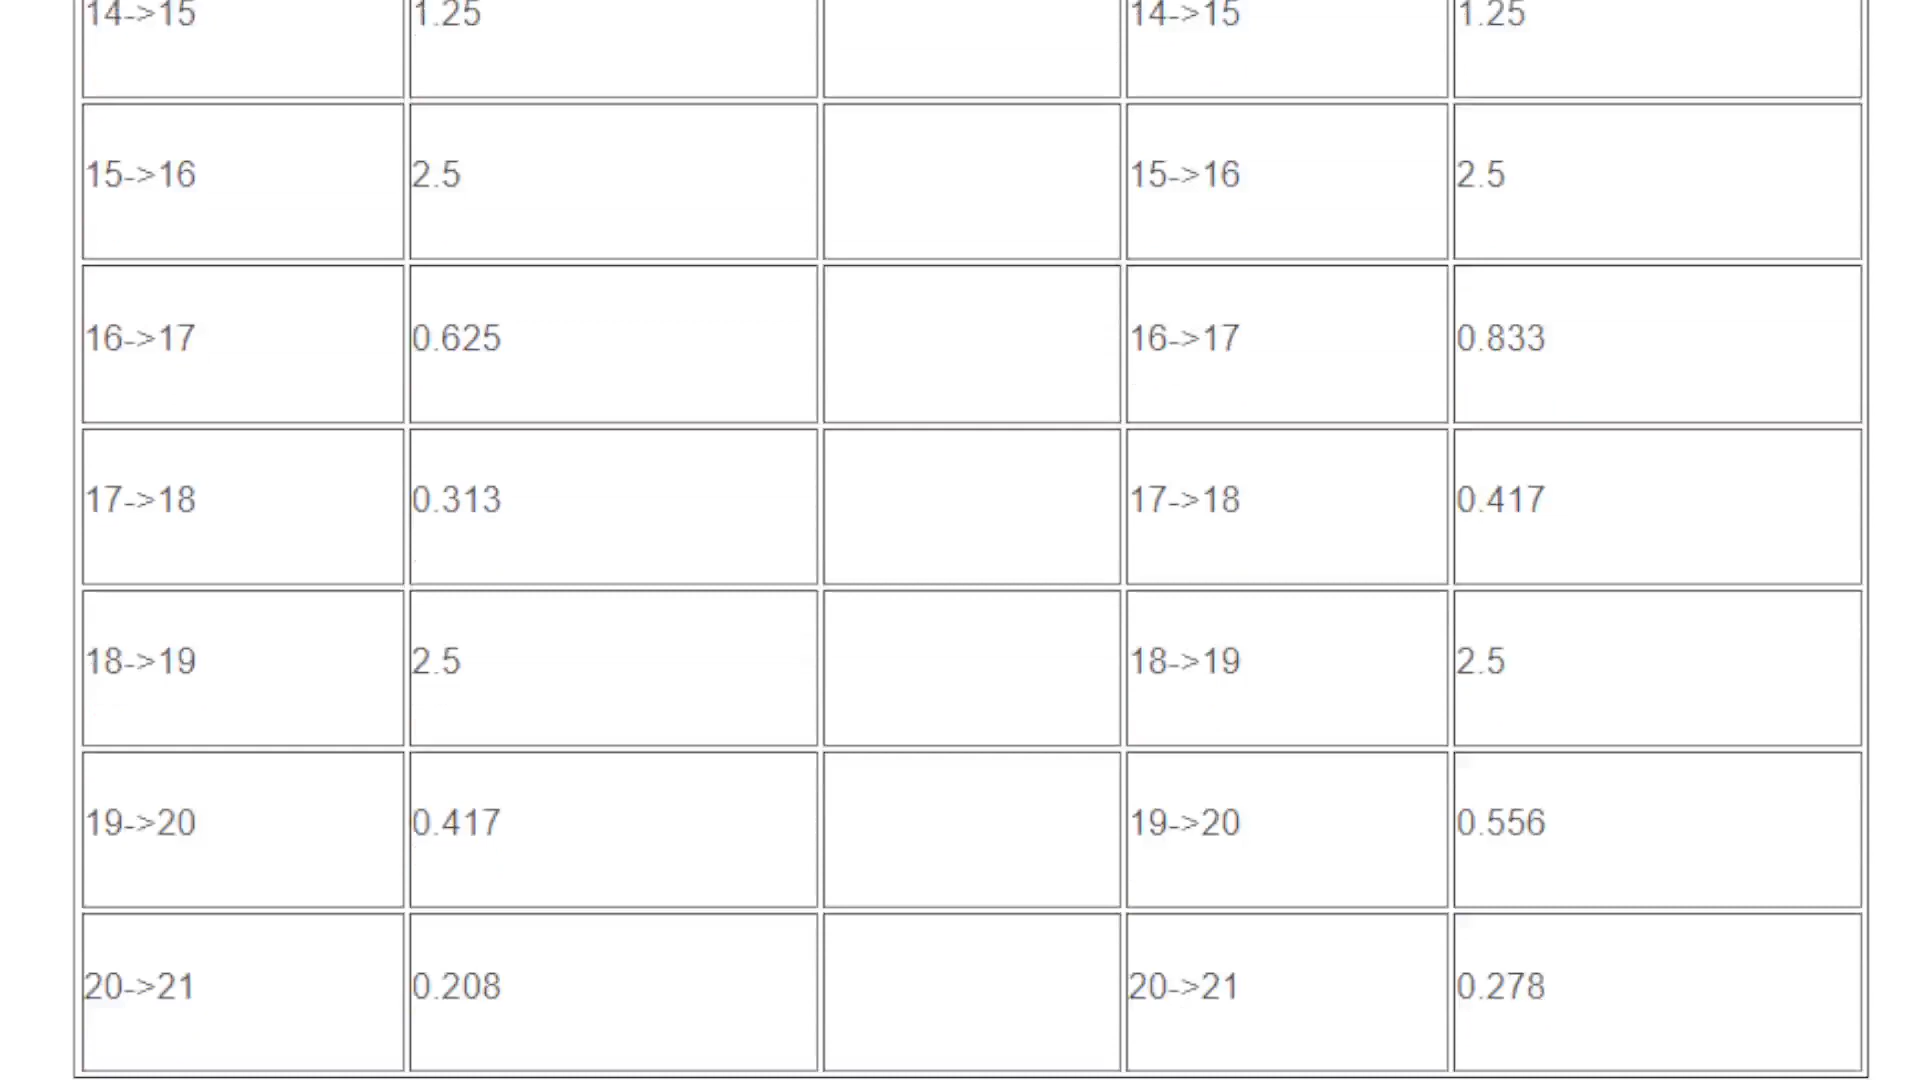 14->15 1.25 14->15 1.25
15->16 2.5 15->16 2.5
16->17 0.625 16->17 0.833
17->18 0.313 17->18 0.417
18->19 2.5 18->19 2.5
19->20 0.417 19->20 0.556
20->21 0.208 20->21 0.278